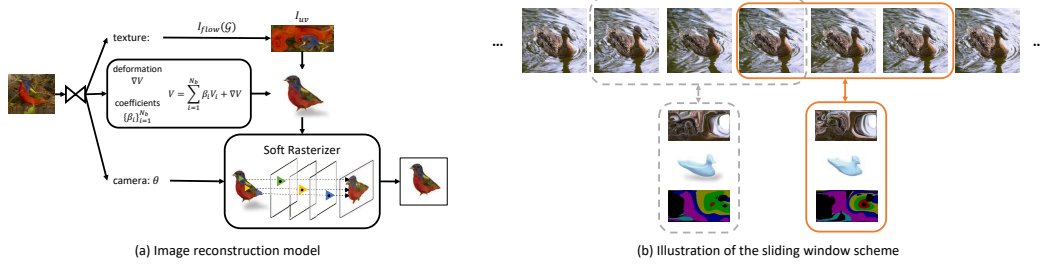 texture:
I_flow(𝒢)
I_uv
deformation
∇V
coefficients
{β_i}_{i=1}^{N_b}
V = ∑_{i=1}^{N_b} β_i V_i + ∇V
camera: θ
Soft Rasterizer
(a) Image reconstruction model
...
..
(b) Illustration of the sliding window scheme